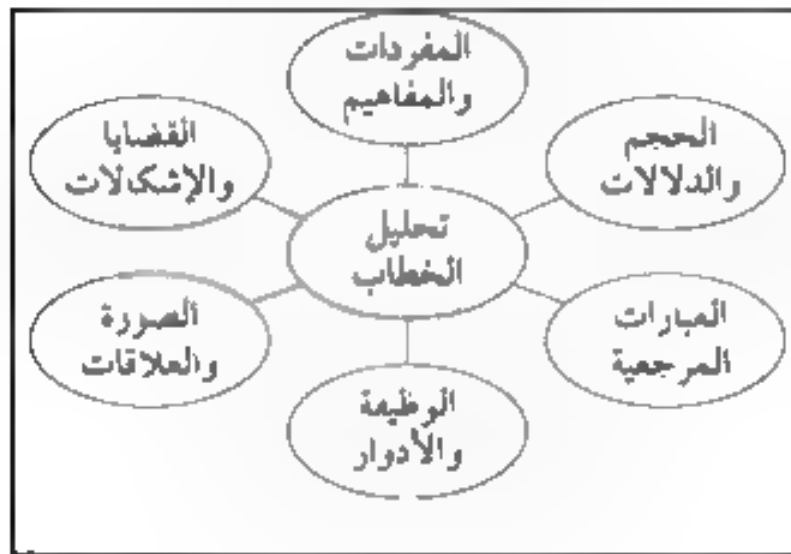 المفردات
والمفاهيم
الحجم
والدلالات
القضايا
والإشكالات
تحليل
الخطاب
العبارات
المرجعية
الصورة
والعلاقات
الوظيفة
والأدوار